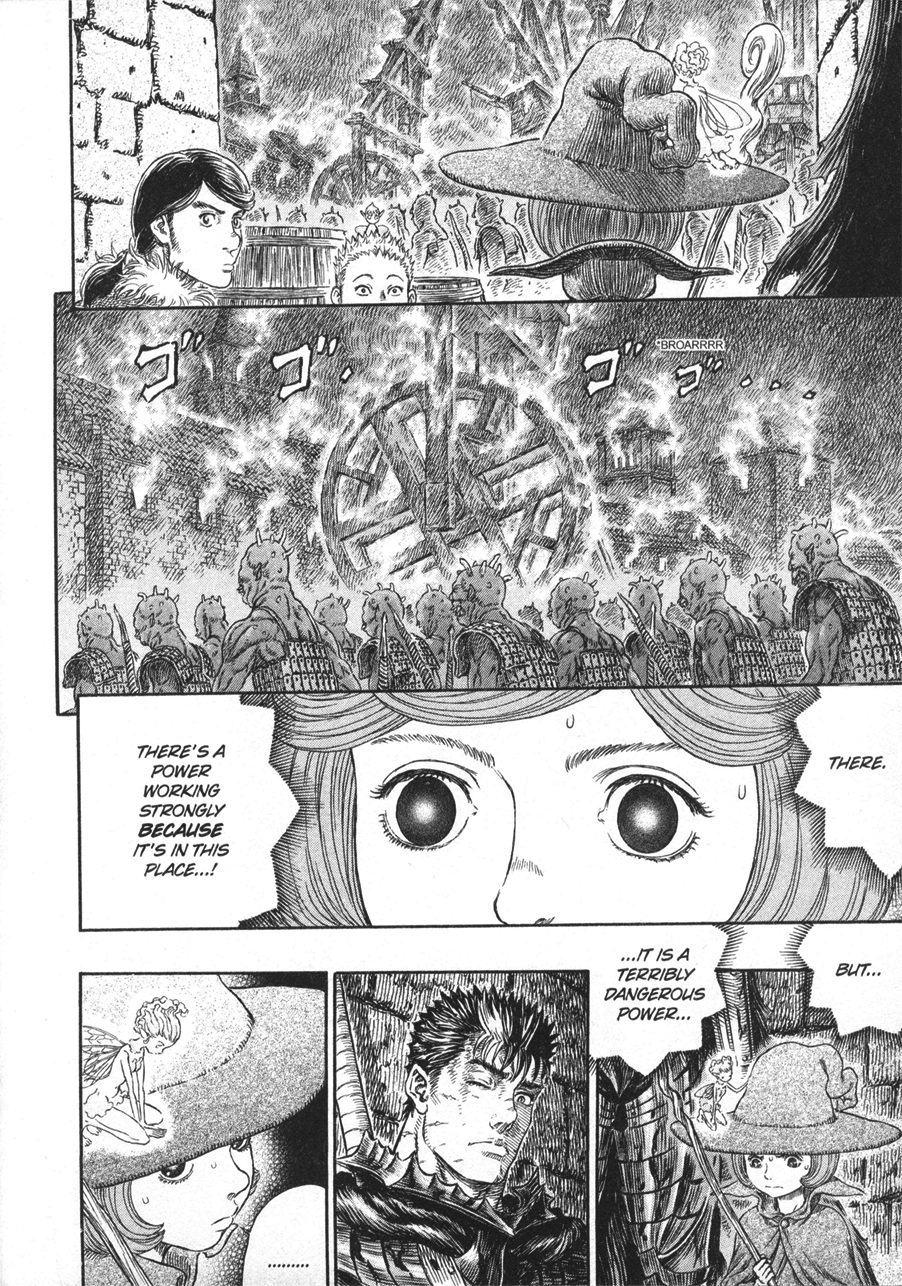 ゴ゛
ゴ゛
BROARRRR
ゴ゛
ゴ゛
THERE.
THERE'S A
POWER
WORKING
STRONGLY
BECAUSE
IT'S IN THIS
PLACE...!
BUT...
...IT IS A
TERRIBLY
DANGEROUS
POWER...
..........